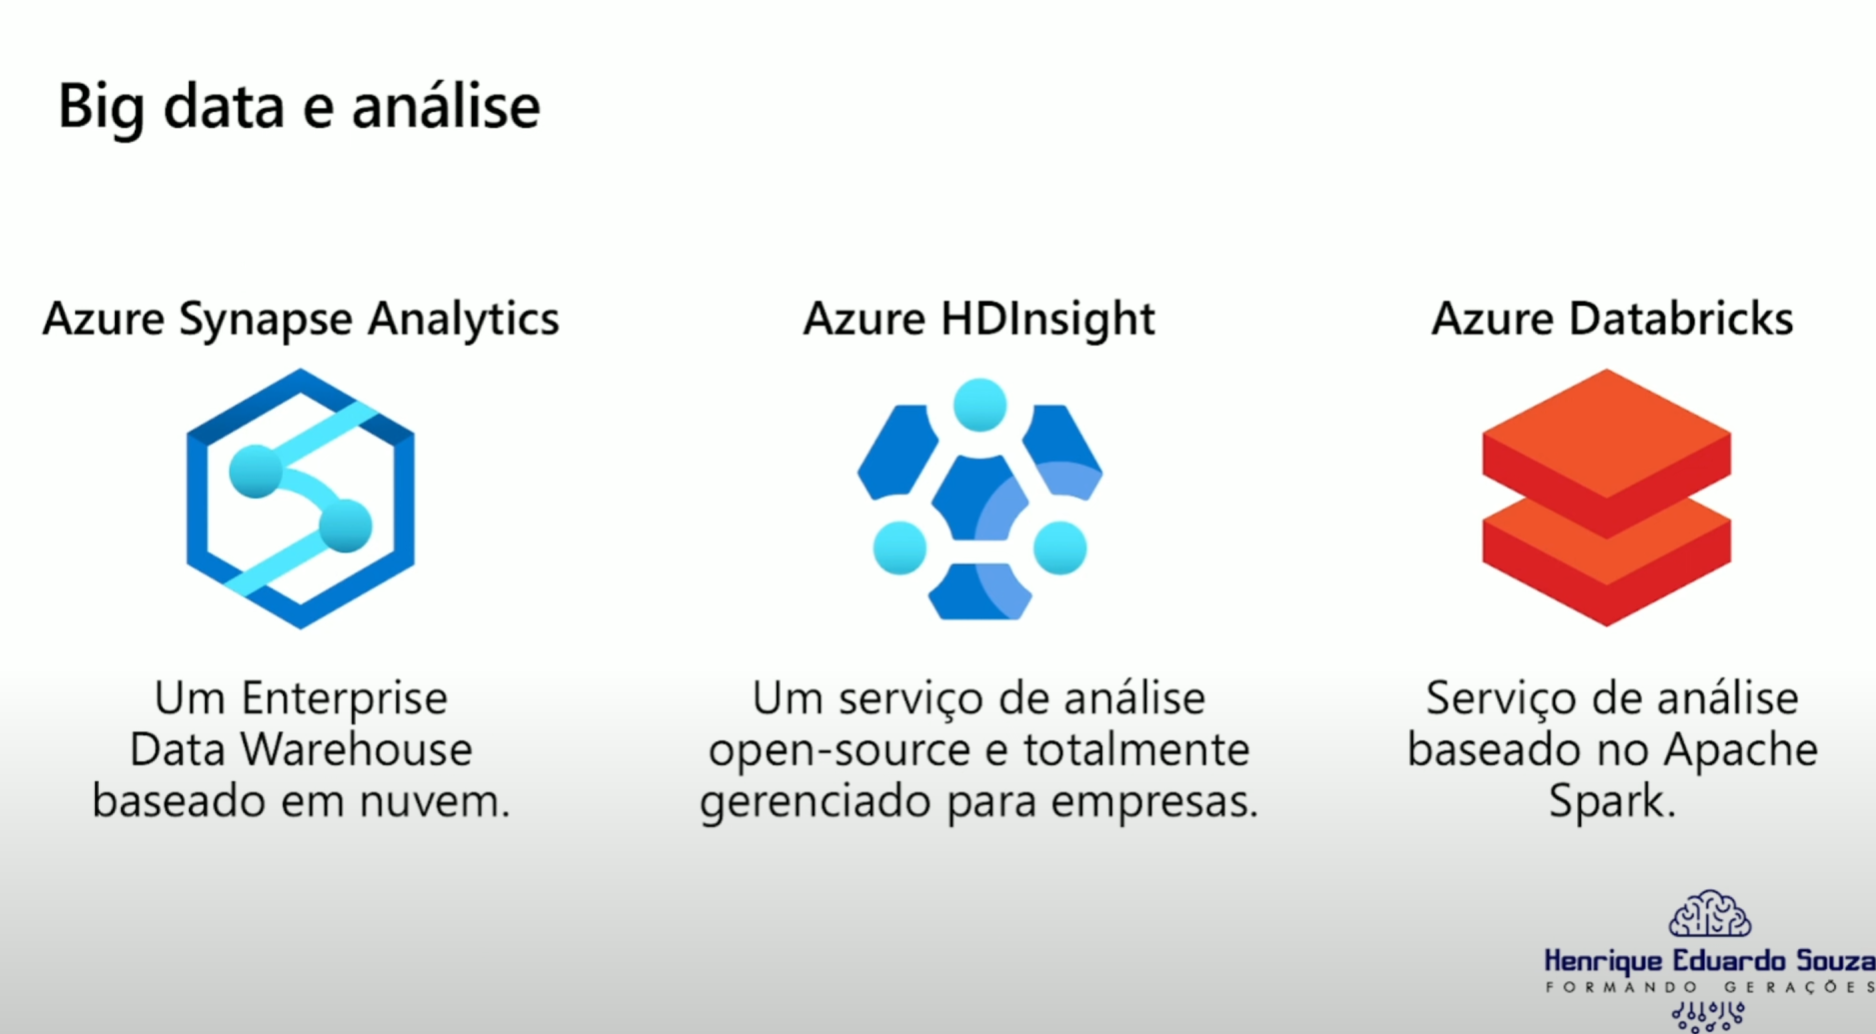 Big data e análise
Azure Synapse Analytics
Um Enterprise
Data Warehouse
baseado em nuvem.
Azure HDInsight
Um serviço de análise
open-source e totalmente
gerenciado para empresas.
Azure Databricks
Serviço de análise
baseado no Apache
Spark.
Henrique Eduardo Souza
FORMANDO GERAÇÕES